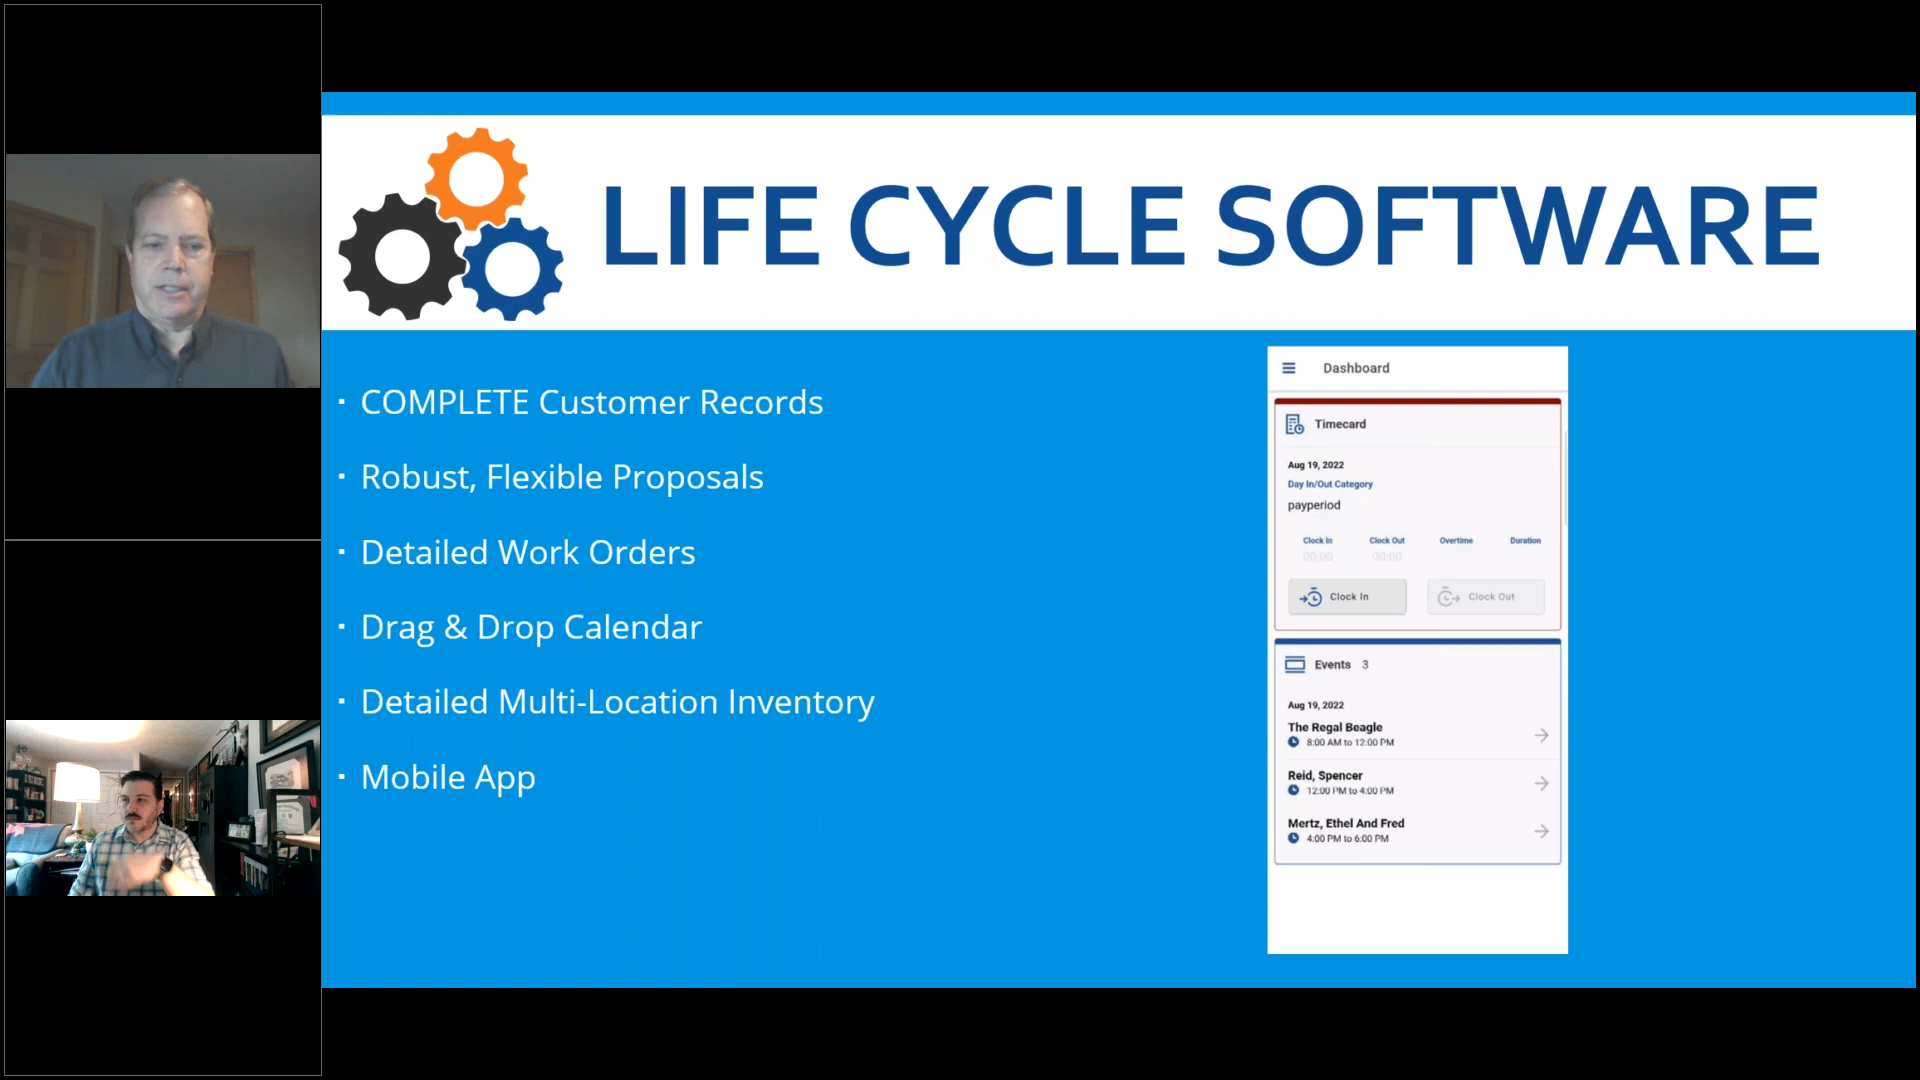 LIFE CYCLE SOFTWARE
· COMPLETE Customer Records
· Robust, Flexible Proposals
· Detailed Work Orders
· Drag & Drop Calendar
· Detailed Multi-Location Inventory
· Mobile App
Dashboard
Timecard
Aug 19, 2022
Day In/Out Category
payperiod
Clock In Clock Out Overtime Duration
00:00 00:00
Clock In Clock Out
Events 3
Aug 19, 2022
The Regal Beagle
8:00 AM to 12:00 PM
Reid, Spencer
12:00 PM to 4:00 PM
Mertz, Ethel And Fred
4:00 PM to 6:00 PM